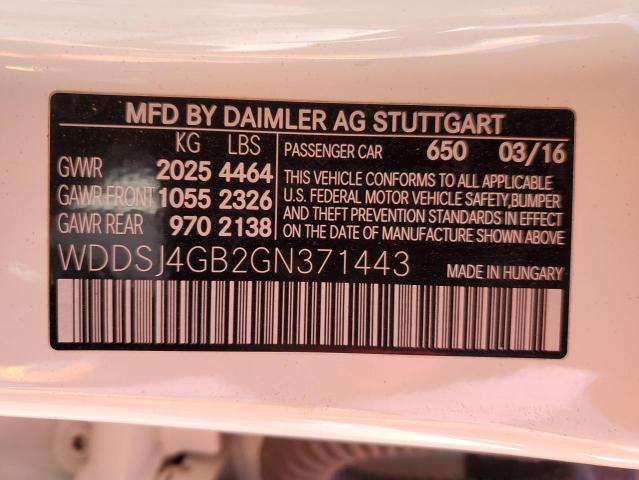 MFD BY DAIMLER AG STUTTGART
KG LBS
GVWR 2025 4464
GAWR FRONT 1055 2326
GAWR REAR 970 2138
PASSENGER CAR 650 03/16
THIS VEHICLE CONFORMS TO ALL APPLICABLE
U.S. FEDERAL MOTOR VEHICLE SAFETY,BUMPER
AND THEFT PREVENTION STANDARDS IN EFFECT
ON THE DATE OF MANUFACTURE SHOWN ABOVE.
WDDSJ4GB2GN371443
MADE IN HUNGARY